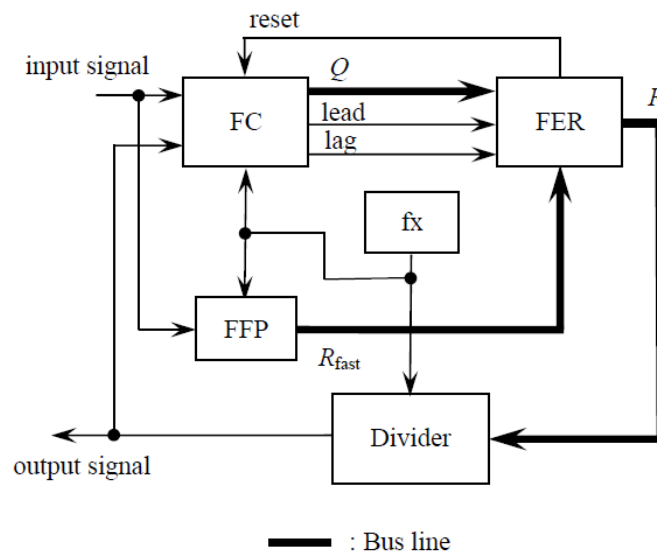 reset
input signal
Q
FC
lead
lag
FER
fx
FFP
R_fast
Divider
output signal
: Bus line